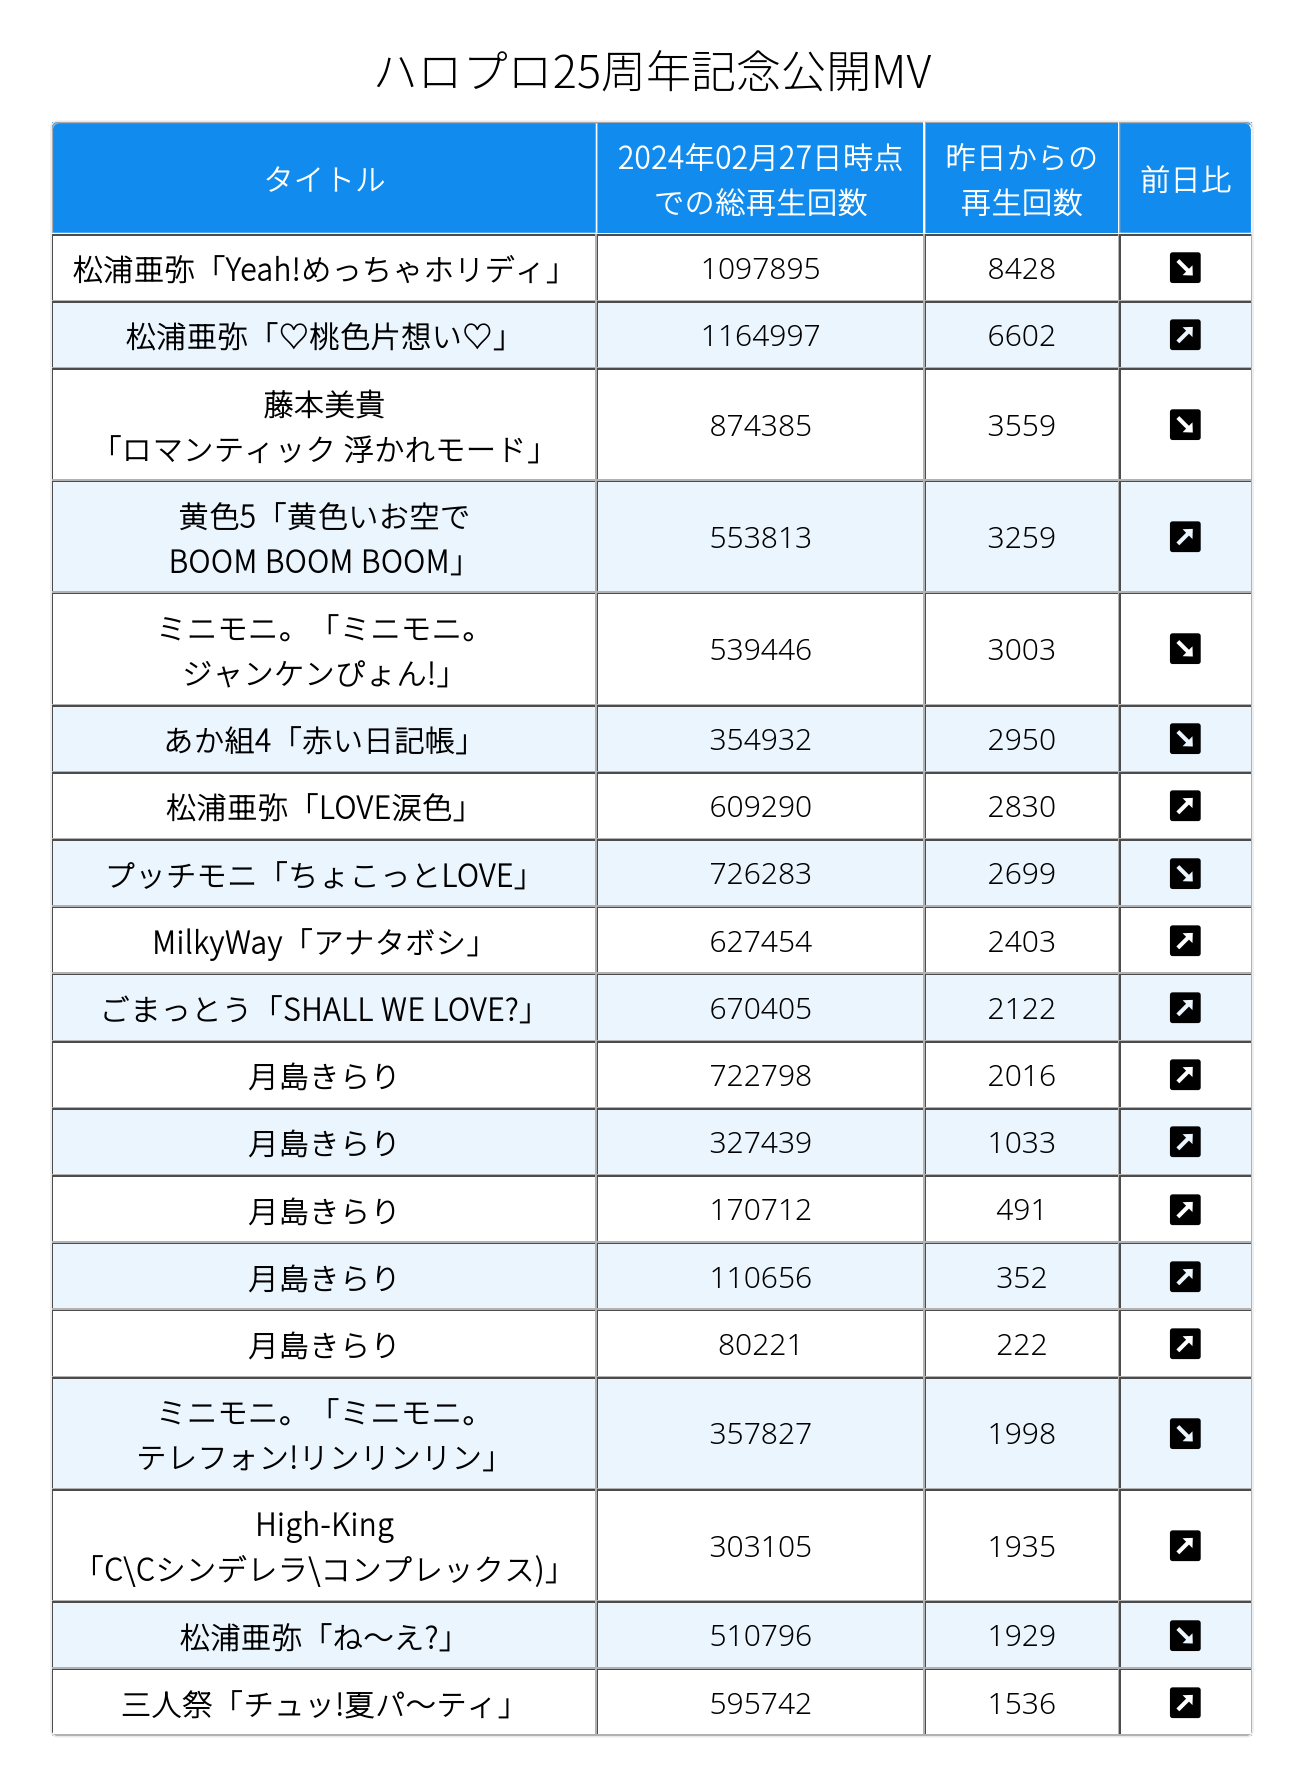 ハロプロ25周年記念公開MV
タイトル
2024年02月27日時点
での総再生回数
昨日からの
再生回数
前日比
松浦亜弥「Yeah!めっちゃホリディ」 1097895 8428 ↘
松浦亜弥「♡桃色片想い♡」 1164997 6602 ↗
藤本美貴
「ロマンティック 浮かれモード」 874385 3559 ↘
黄色5「黄色いお空で
BOOM BOOM BOOM」 553813 3259 ↗
ミニモニ。「ミニモニ。
ジャンケンぴょん!」 539446 3003 ↘
あか組4「赤い日記帳」 354932 2950 ↘
松浦亜弥「LOVE涙色」 609290 2830 ↗
プッチモニ「ちょこっとLOVE」 726283 2699 ↘
MilkyWay「アナタボシ」 627454 2403 ↗
ごまっとう「SHALL WE LOVE?」 670405 2122 ↗
月島きらり 722798 2016 ↗
月島きらり 327439 1033 ↗
月島きらり 170712 491 ↗
月島きらり 110656 352 ↗
月島きらり 80221 222 ↗
ミニモニ。「ミニモニ。
テレフォン!リンリンリン」 357827 1998 ↘
High-King
「C\Cシンデレラ\コンプレックス)」 303105 1935 ↗
松浦亜弥「ね〜え?」 510796 1929 ↘
三人祭「チュッ!夏パ〜ティ」 595742 1536 ↗